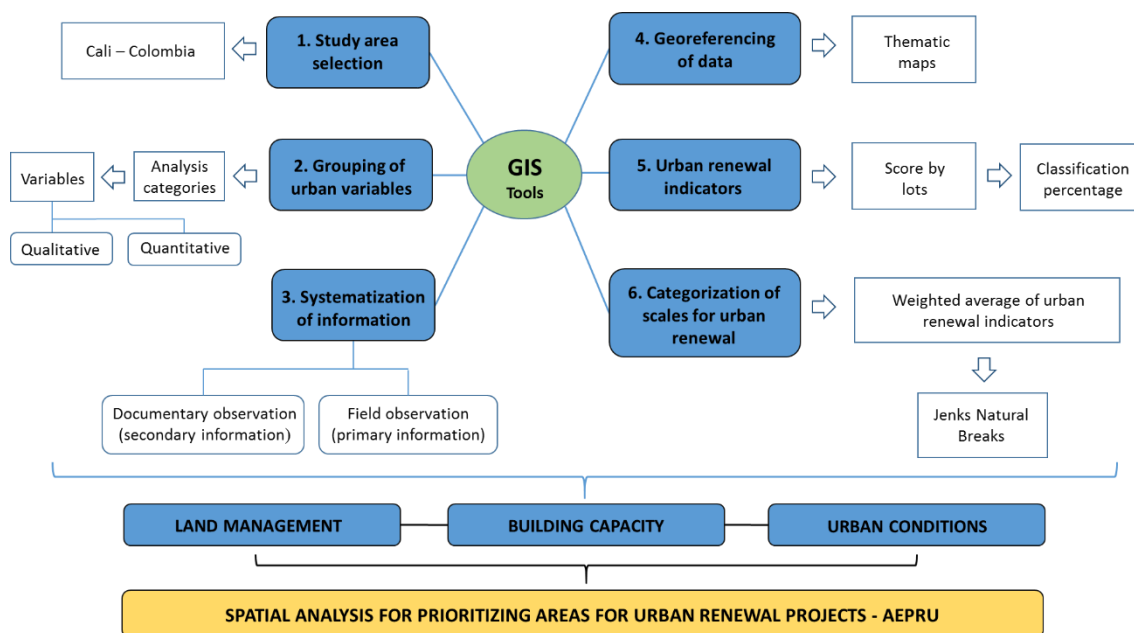 Cali – Colombia
1. Study area
selection
4. Georeferencing
of data
Thematic
maps
GIS
Tools
Variables
Analysis
categories
2. Grouping of
urban variables
5. Urban renewal
indicators
Score by
lots
Classification
percentage
Qualitative
Quantitative
3. Systematization
of information
6. Categorization of
scales for urban
renewal
Weighted average of urban
renewal indicators
Documentary observation
(secondary information)
Field observation
(primary information)
Jenks Natural
Breaks
LAND MANAGEMENT
BUILDING CAPACITY
URBAN CONDITIONS
SPATIAL ANALYSIS FOR PRIORITIZING AREAS FOR URBAN RENEWAL PROJECTS - AEPRU